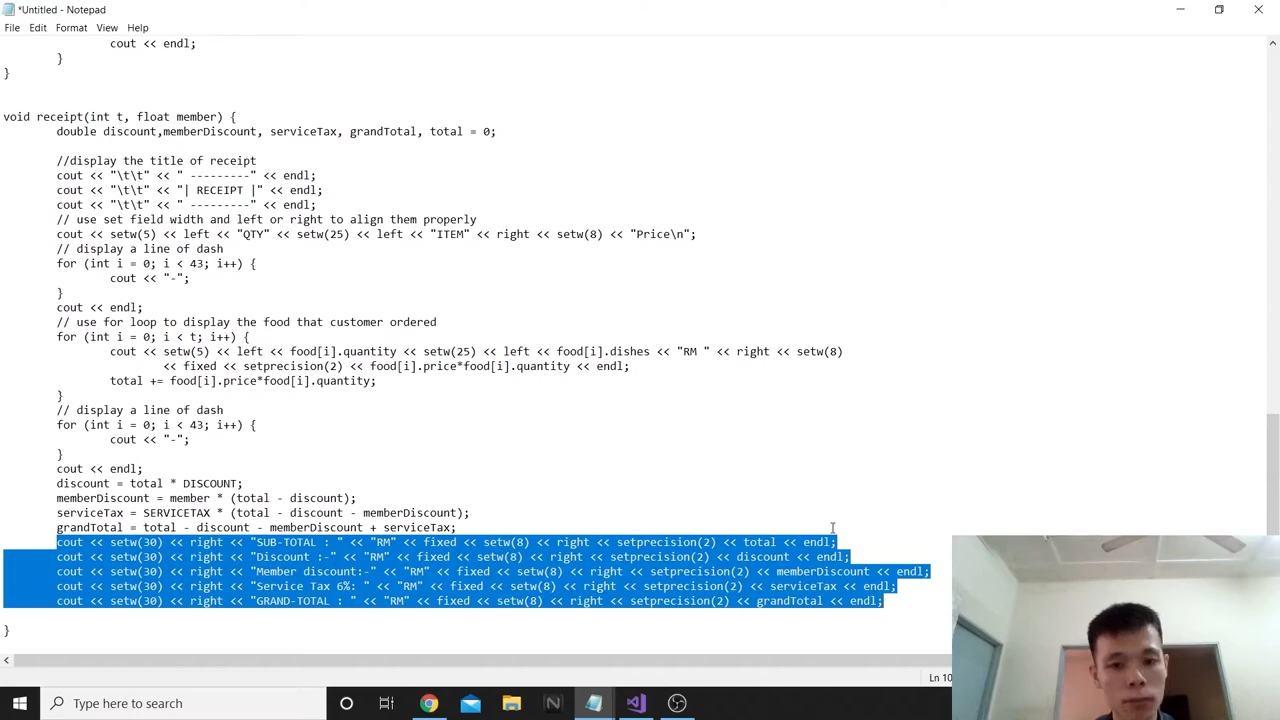 *Untitled - Notepad
File Edit Format View Help
cout << endl;
}
}
void receipt(int t, float member) {
double discount,memberDiscount, serviceTax, grandTotal, total = 0;
//display the title of receipt
cout << "\t\t" << " ---------" << endl;
cout << "\t\t" << "| RECEIPT |" << endl;
cout << "\t\t" << " ---------" << endl;
// use set field width and left or right to align them properly
cout << setw(5) << left << "QTY" << setw(25) << left << "ITEM" << right << setw(8) << "Price\n";
// display a line of dash
for (int i = 0; i < 43; i++) {
cout << "-";
}
cout << endl;
// use for loop to display the food that customer ordered
for (int i = 0; i < t; i++) {
cout << setw(5) << left << food[i].quantity << setw(25) << left << food[i].dishes << "RM " << right << setw(8)
<< fixed << setprecision(2) << food[i].price*food[i].quantity << endl;
total += food[i].price*food[i].quantity;
}
// display a line of dash
for (int i = 0; i < 43; i++) {
cout << "-";
}
cout << endl;
discount = total * DISCOUNT;
memberDiscount = member * (total - discount);
serviceTax = SERVICETAX * (total - discount - memberDiscount);
grandTotal = total - discount - memberDiscount + serviceTax;
cout << setw(30) << right << "SUB-TOTAL : " << "RM" << fixed << setw(8) << right << setprecision(2) << total << endl;
cout << setw(30) << right << "Discount :-" << "RM" << fixed << setw(8) << right << setprecision(2) << discount << endl;
cout << setw(30) << right << "Member discount:-" << "RM" << fixed << setw(8) << right << setprecision(2) << memberDiscount << endl;
cout << setw(30) << right << "Service Tax 6%: " << "RM" << fixed << setw(8) << right << setprecision(2) << serviceTax << endl;
cout << setw(30) << right << "GRAND-TOTAL : " << "RM" << fixed << setw(8) << right << setprecision(2) << grandTotal << endl;
}
Ln 10
Type here to search